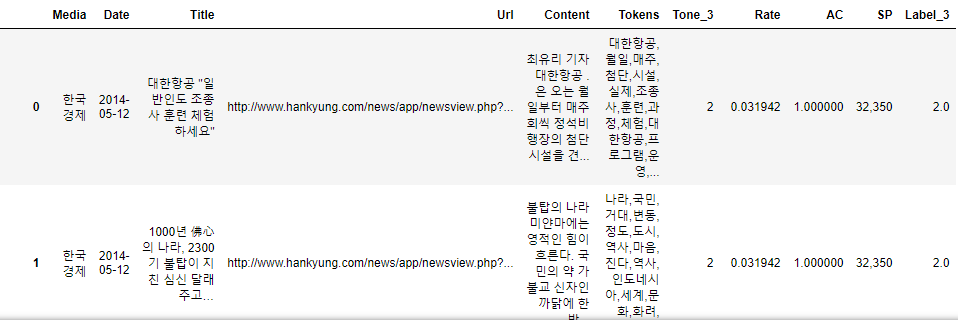 Media Date Title Url Content Tokens Tone_3 Rate AC SP Label_3
0
한국
경제
2014-
05-12
대한항공 "일
반인도 조종
사 훈련 체험
하세요"
http://www.hankyung.com/news/app/newsview.php?...
최유리 기자
대한항공 .
은 오는 월
일부터 매주
회씩 정석비
행장의 첨단
시설을 견...
대한항공,
월일,매주,
첨단,시설,
실제,조종
사,훈련,과
정,체험,대
한항공,프
로그램,운
영,...
2 0.031942 1.000000 32,350 2.0
1
한국
경제
2014-
05-12
1000년 佛心
의 나라, 2300
기 불탑이 지
친 심신 달래
주고...
http://www.hankyung.com/news/app/newsview.php?...
불탑의 나라
미얀마에는
영적인 힘이
흐른다. 국
민의 약 가
불교 신자인
까닭에 한
나라,국민,
거대,변동,
정도,도시,
역사,마음,
진다,역사,
인도네시
아,세계,문
화,화려,
2 0.031942 1.000000 32,350 2.0